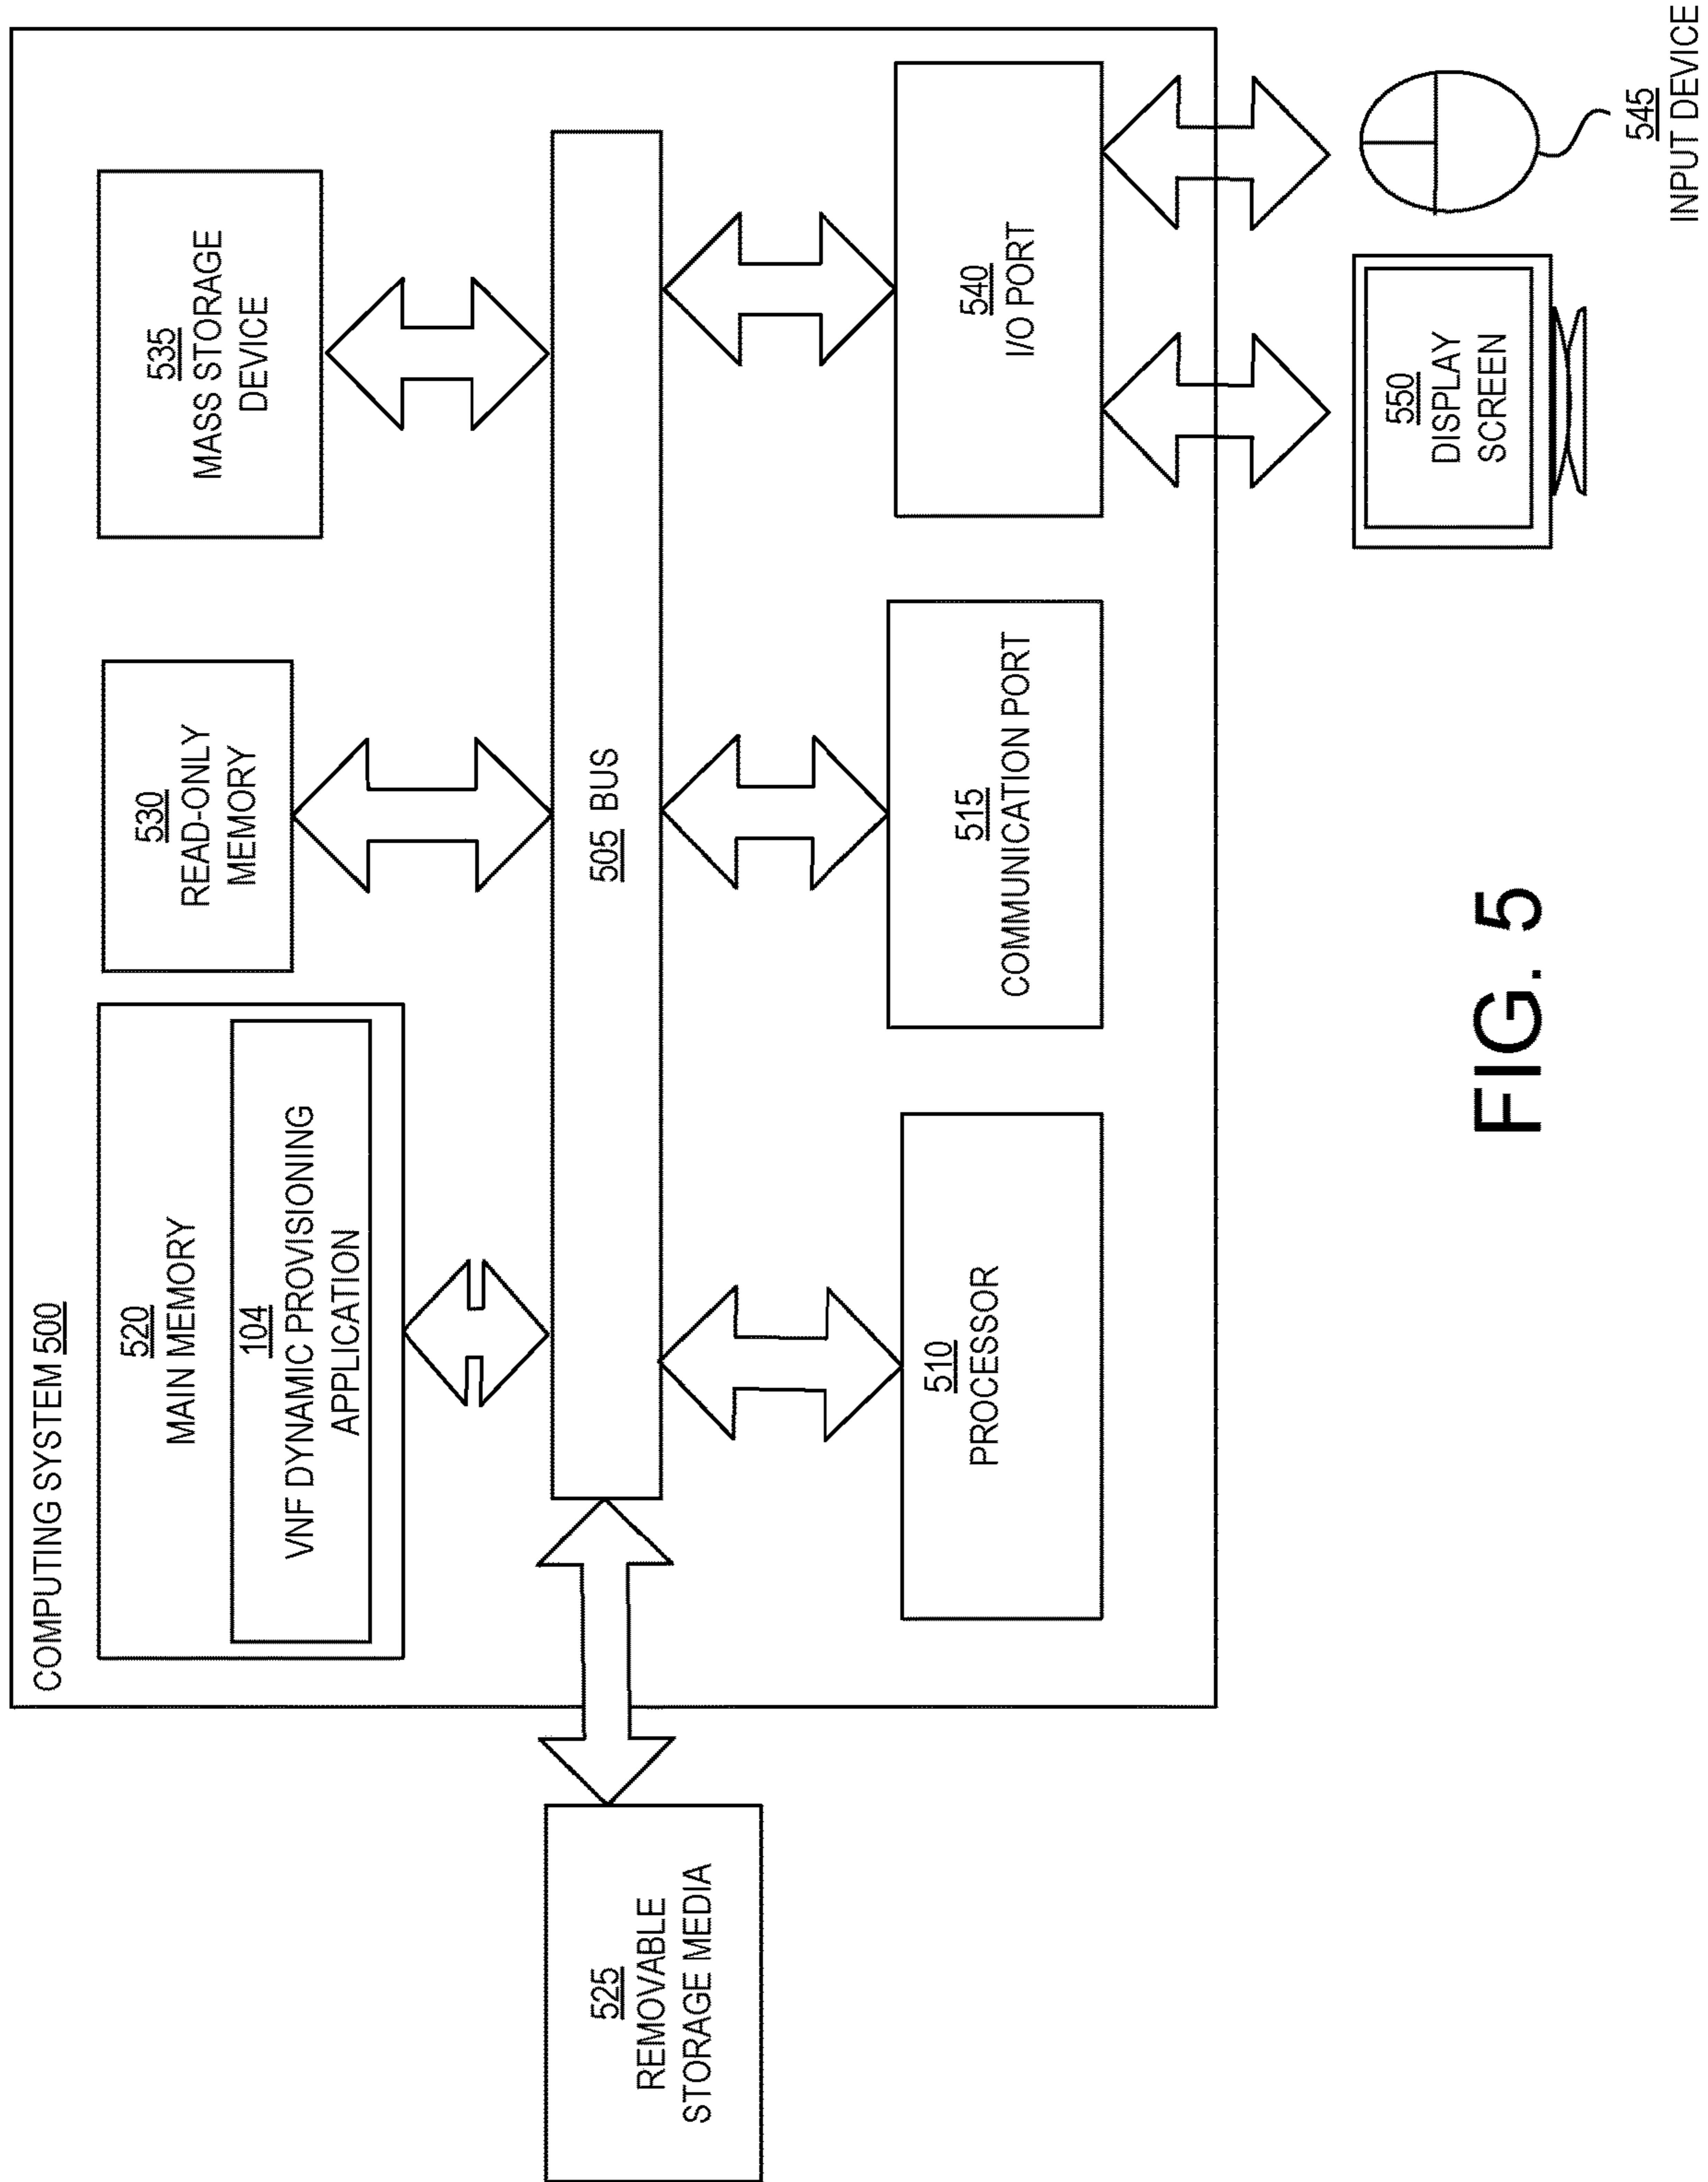 COMPUTING SYSTEM 500
520
MAIN MEMORY
104
VNF DYNAMIC PROVISIONING
APPLICATION
530
READ-ONLY
MEMORY
535
MASS STORAGE
DEVICE
525
REMOVABLE
STORAGE MEDIA
505 BUS
510
PROCESSOR
515
COMMUNICATION PORT
540
I/O PORT
550
DISPLAY
SCREEN
545
INPUT DEVICE
FIG. 5